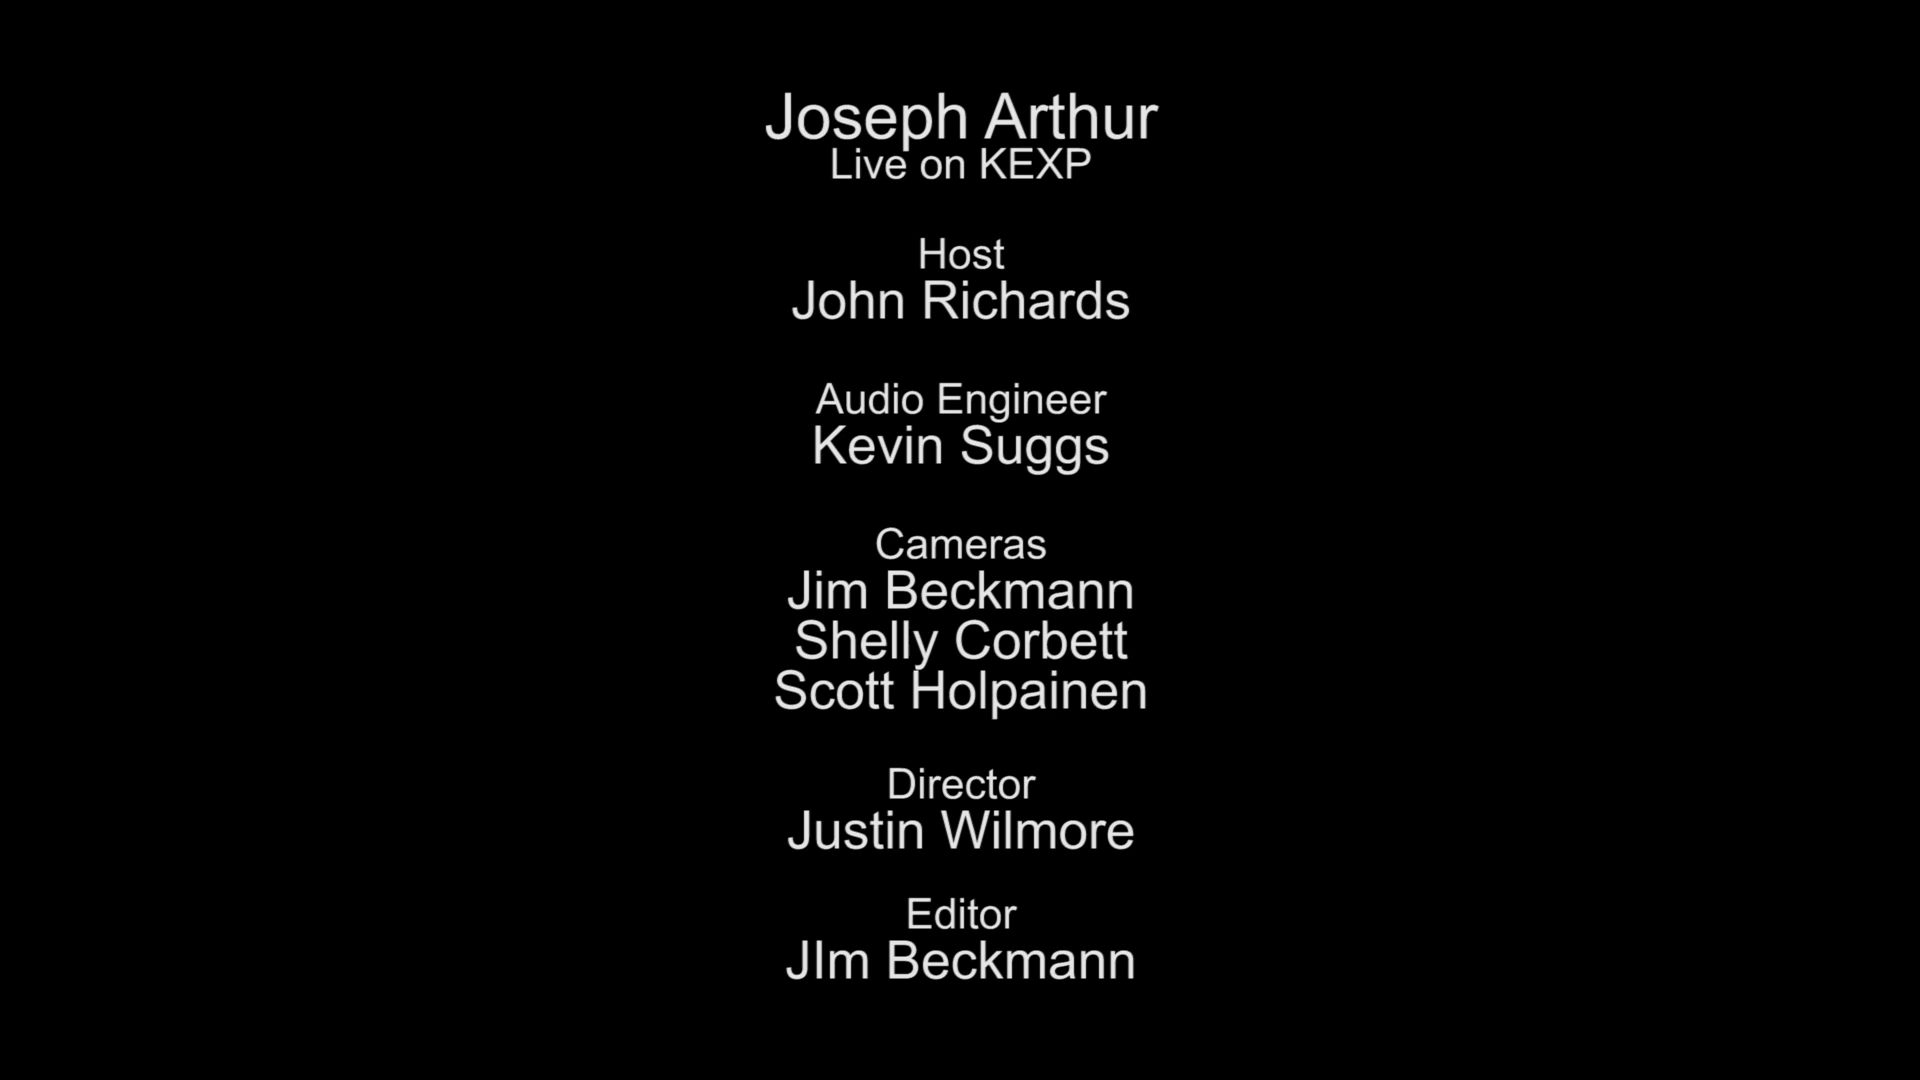 Joseph Arthur
Live on KEXP
Host
John Richards
Audio Engineer
Kevin Suggs
Cameras
Jim Beckmann
Shelly Corbett
Scott Holpainen
Director
Justin Wilmore
Editor
JIm Beckmann